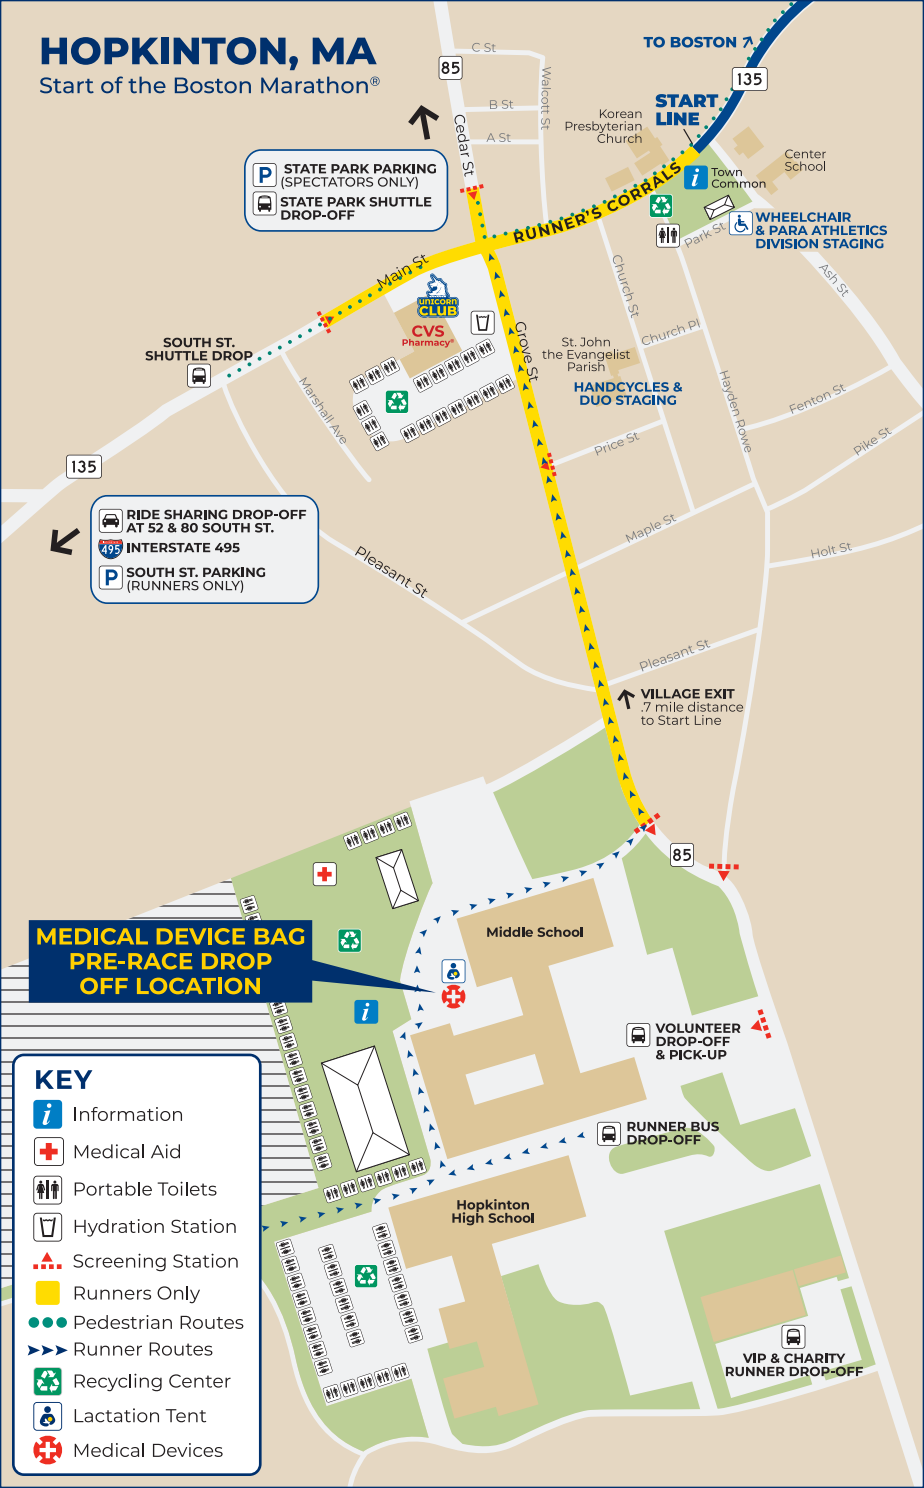 HOPKINTON, MA
Start of the Boston Marathon®
TO BOSTON
135
START
LINE
C St
85
Walcott St
B St
A St
Cedar St
Korean
Presbyterian
Church
Center
School
i
Town
Common
P
STATE PARK PARKING
(SPECTATORS ONLY)
STATE PARK SHUTTLE
DROP-OFF
RUNNER'S CORRALS
WHEELCHAIR
& PARA ATHLETICS
DIVISION STAGING
Park St
Ash St
Main St
UNICORN
CLUB
CVS
Pharmacy®
Grove St
Church St
Church Pl
SOUTH ST.
SHUTTLE DROP
St. John
the Evangelist
Parish
HANDCYCLES &
DUO STAGING
Marshall Ave
Hayden Rowe
Fenton St
Price St
Pike St
135
RIDE SHARING DROP-OFF
AT 52 & 80 SOUTH ST.
495
INTERSTATE 495
P
SOUTH ST. PARKING
(RUNNERS ONLY)
Maple St
Holt St
Pleasant St
Pleasant St
VILLAGE EXIT
.7 mile distance
to Start Line
85
Middle School
MEDICAL DEVICE BAG
PRE-RACE DROP
OFF LOCATION
i
VOLUNTEER
DROP-OFF
& PICK-UP
RUNNER BUS
DROP-OFF
Hopkinton
High School
VIP & CHARITY
RUNNER DROP-OFF
KEY
i Information
Medical Aid
Portable Toilets
Hydration Station
Screening Station
Runners Only
Pedestrian Routes
Runner Routes
Recycling Center
Lactation Tent
Medical Devices